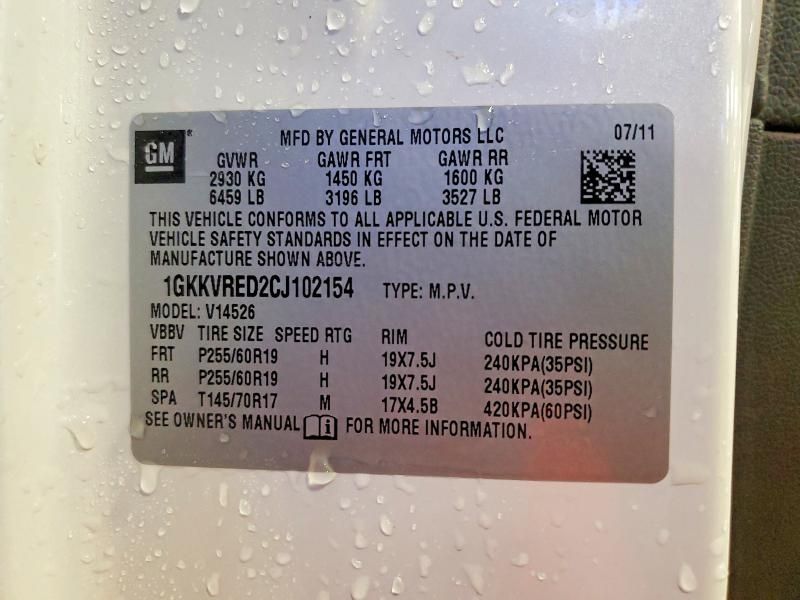 GM® MFD BY GENERAL MOTORS LLC 07/11
GVWR GAWR FRT GAWR RR
2930 KG 1450 KG 1600 KG
6459 LB 3196 LB 3527 LB
THIS VEHICLE CONFORMS TO ALL APPLICABLE U.S. FEDERAL MOTOR
VEHICLE SAFETY STANDARDS IN EFFECT ON THE DATE OF
MANUFACTURE SHOWN ABOVE.
1GKKVRED2CJ102154 TYPE: M.P.V.
MODEL: V14526
VBBV TIRE SIZE SPEED RTG RIM COLD TIRE PRESSURE
FRT P255/60R19 H 19X7.5J 240KPA(35PSI)
RR P255/60R19 H 19X7.5J 240KPA(35PSI)
SPA T145/70R17 M 17X4.5B 420KPA(60PSI)
SEE OWNER'S MANUAL i FOR MORE INFORMATION.